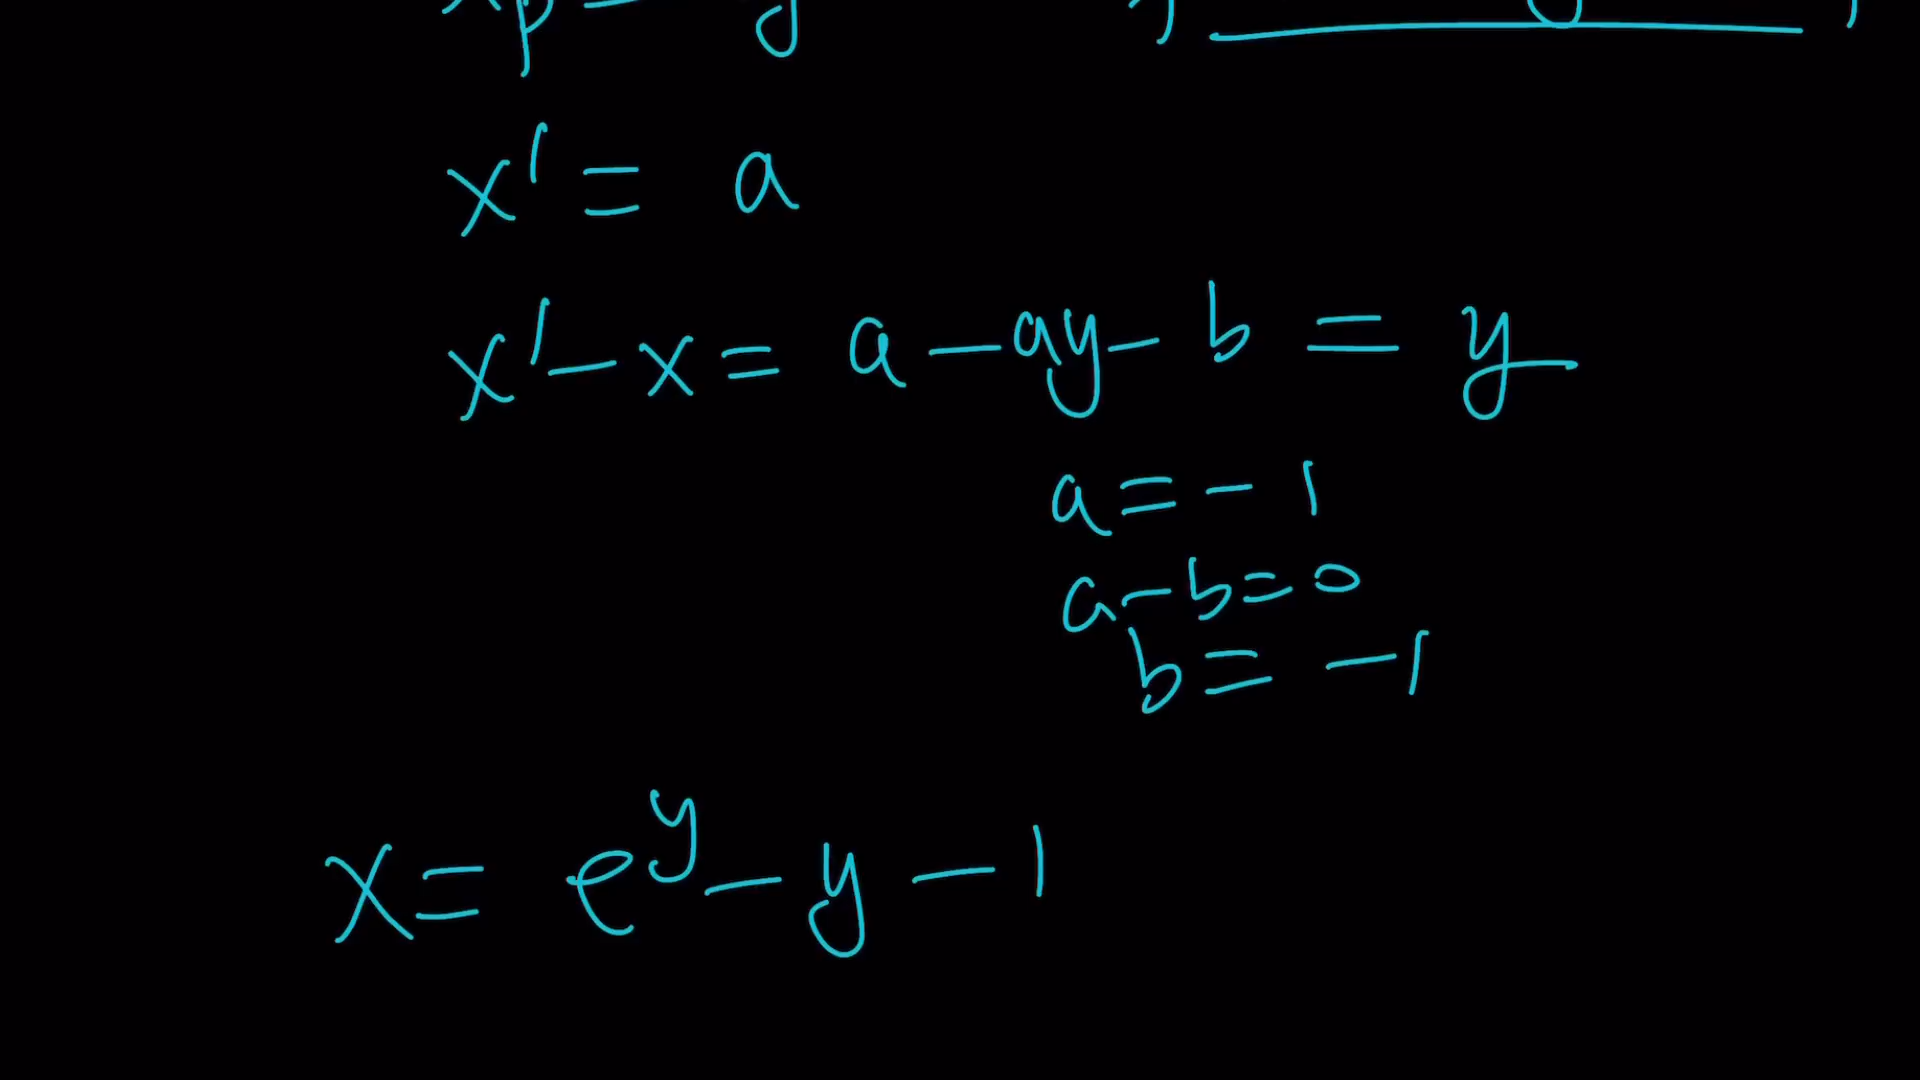 x' = a
x' - x = a - ay - b = y
a = - 1
a - b = 0
b = - 1
x = e^y - y - 1